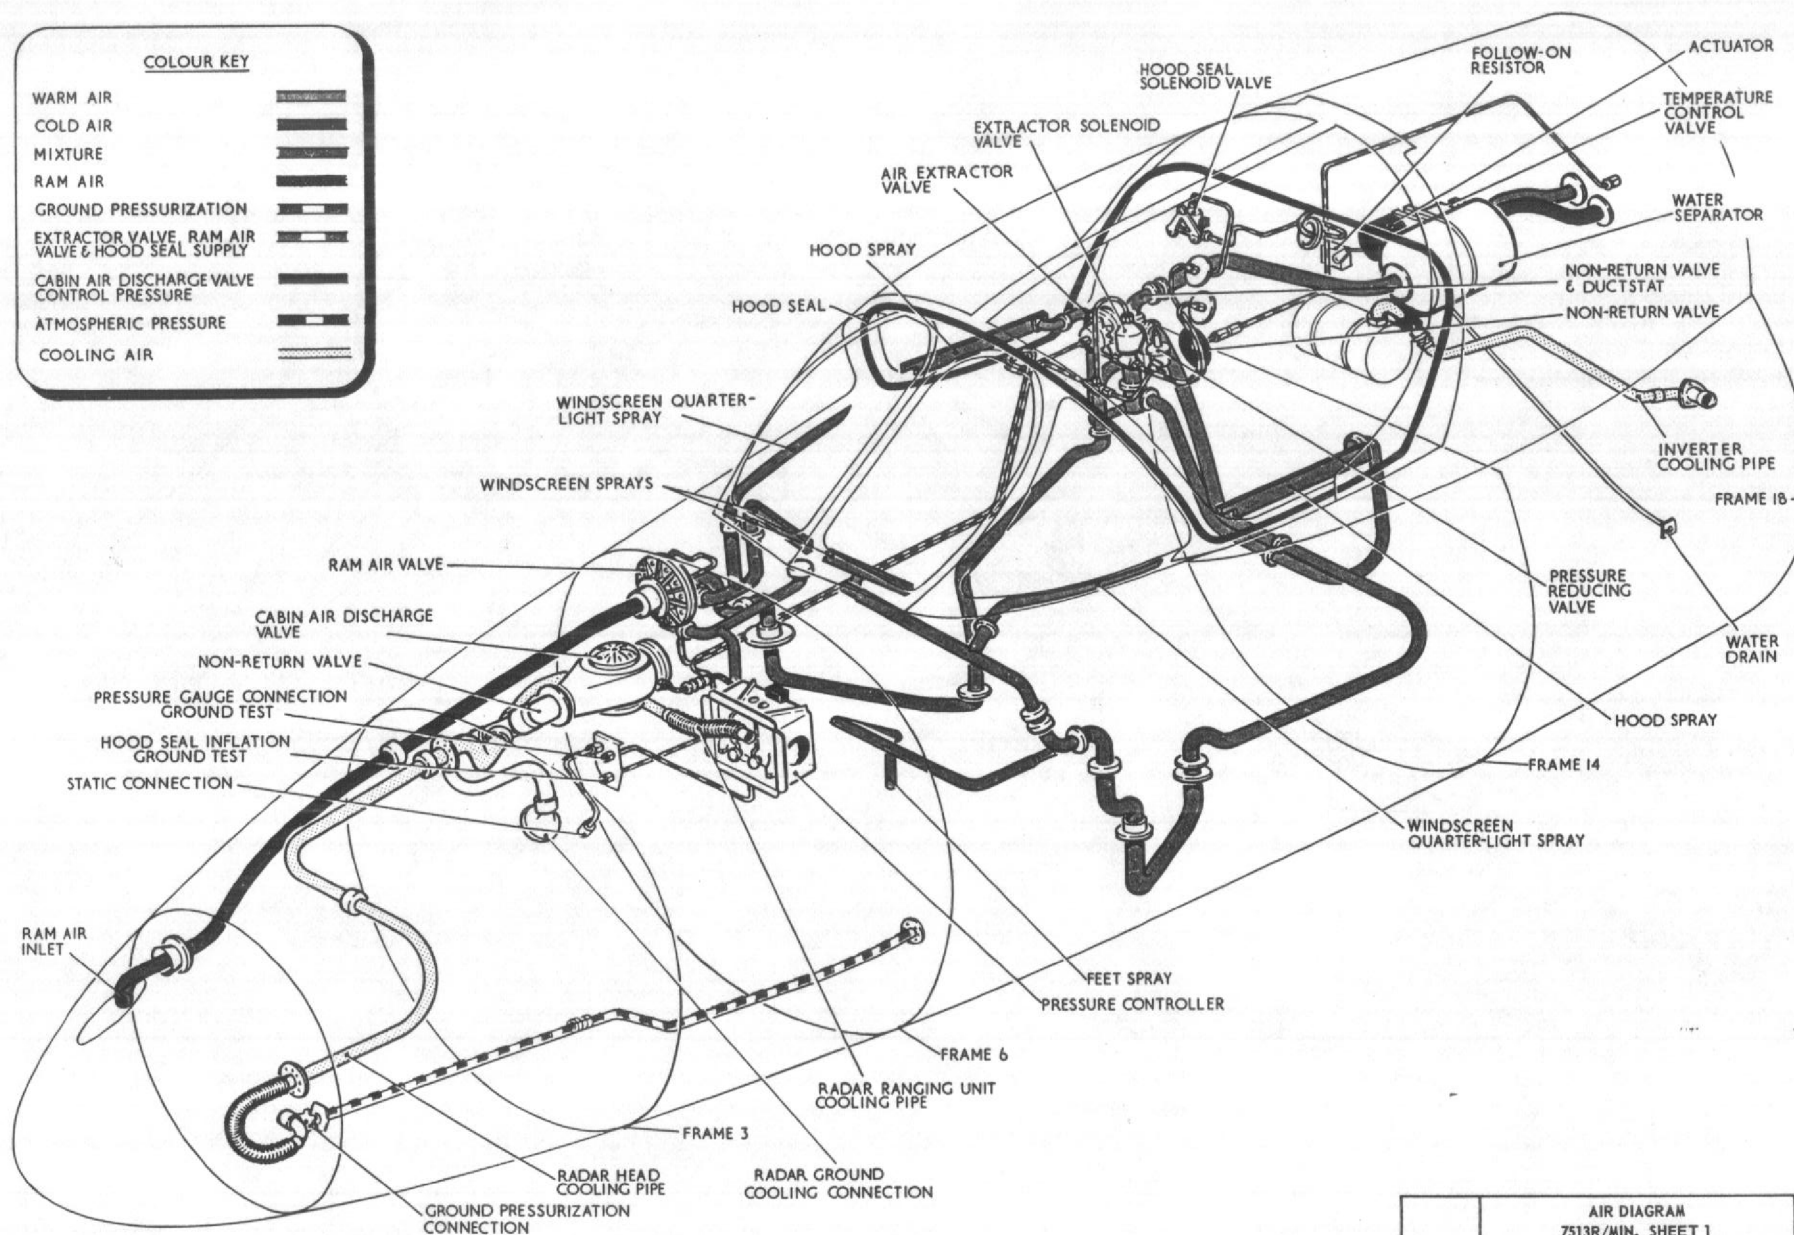 COLOUR KEY
WARM AIR
COLD AIR
MIXTURE
RAM AIR
GROUND PRESSURIZATION
EXTRACTOR VALVE, RAM AIR
VALVE & HOOD SEAL SUPPLY
CABIN AIR DISCHARGE VALVE
CONTROL PRESSURE
ATMOSPHERIC PRESSURE
COOLING AIR
HOOD SEAL
SOLENOID VALVE
FOLLOW-ON
RESISTOR
ACTUATOR
TEMPERATURE
CONTROL
VALVE
EXTRACTOR SOLENOID
VALVE
AIR EXTRACTOR
VALVE
WATER
SEPARATOR
HOOD SPRAY
HOOD SEAL
NON-RETURN VALVE
& DUCTSTAT
NON-RETURN VALVE
WINDSCREEN QUARTER-
LIGHT SPRAY
WINDSCREEN SPRAYS
INVERTER
COOLING PIPE
FRAME 18
RAM AIR VALVE
PRESSURE
REDUCING
VALVE
CABIN AIR DISCHARGE
VALVE
NON-RETURN VALVE
WATER
DRAIN
PRESSURE GAUGE CONNECTION
GROUND TEST
HOOD SEAL INFLATION
GROUND TEST
STATIC CONNECTION
HOOD SPRAY
FRAME 14
WINDSCREEN
QUARTER-LIGHT SPRAY
RAM AIR
INLET
FEET SPRAY
PRESSURE CONTROLLER
FRAME 6
RADAR RANGING UNIT
COOLING PIPE
FRAME 3
RADAR HEAD
COOLING PIPE
RADAR GROUND
COOLING CONNECTION
GROUND PRESSURIZATION
CONNECTION
AIR DIAGRAM
7513R/MIN. SHEET 1